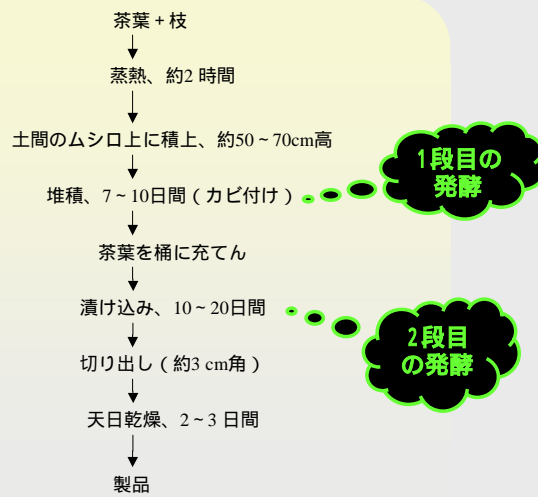 茶葉＋枝
蒸熱、約2 時間
土間のムシロ上に積上、約50～70cm高
堆積、7～10日間（カビ付け）
1段目の
発酵
茶葉を桶に充てん
漬け込み、10～20日間
2段目
の発酵
切り出し（約3 cm角）
天日乾燥、2～3 日間
製品